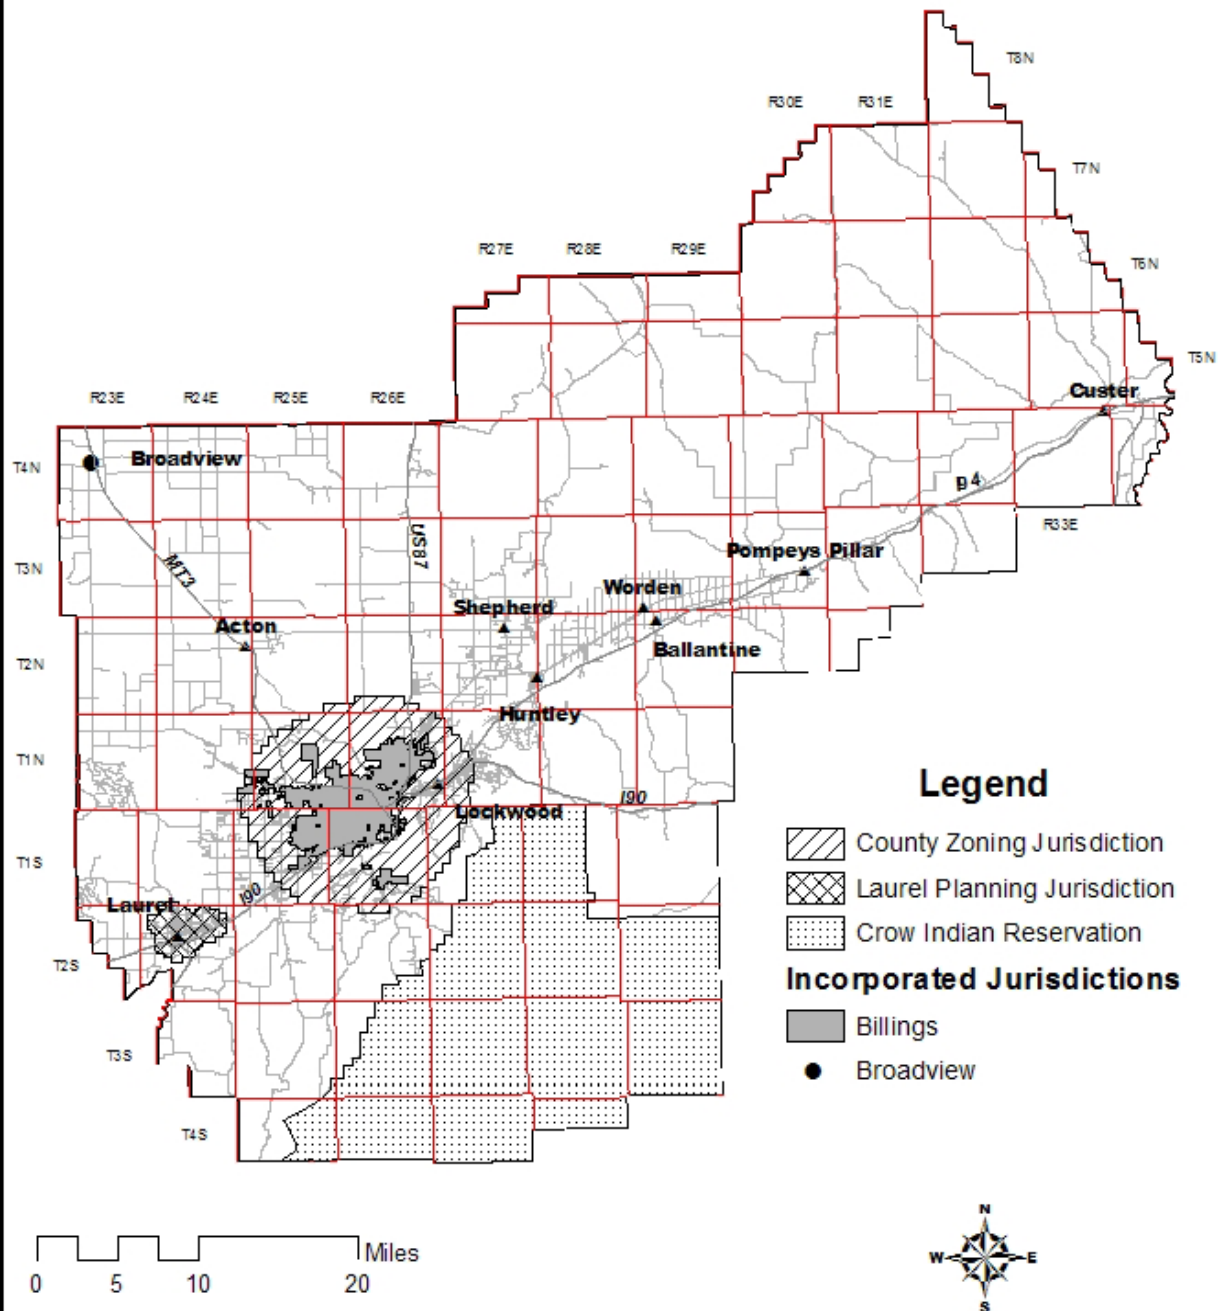 T8N
R30E R31E
T7N
R27E R28E R29E
T6N
T5N
R23E R24E R25E R26E
Custer
T4N
Broadview
R33E
US87
Pompeys Pillar
MT3
T3N
Worden
Shepherd
Acton
Ballantine
T2N
Huntley
T1N
I90
Lockwood
Legend
County Zoning Jurisdiction
T1S
Laurel Planning Jurisdiction
I90
Laurel
Crow Indian Reservation
T2S
Incorporated Jurisdictions
Billings
T3S
Broadview
T4S
N
W E
S
Miles
0 5 10 20